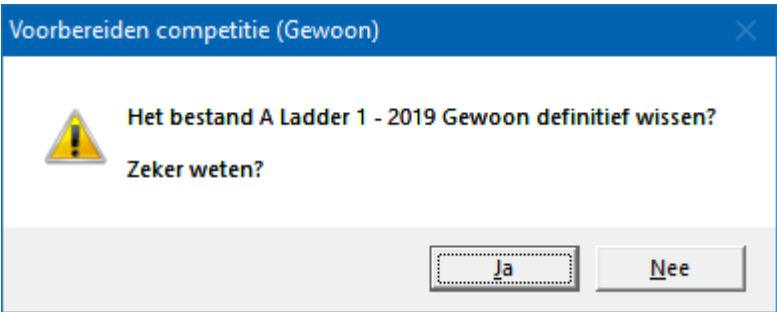 Voorbereiden competitie (Gewoon)
Het bestand A Ladder 1 - 2019 Gewoon definitief wissen?
Zeker weten?
Ja
Nee